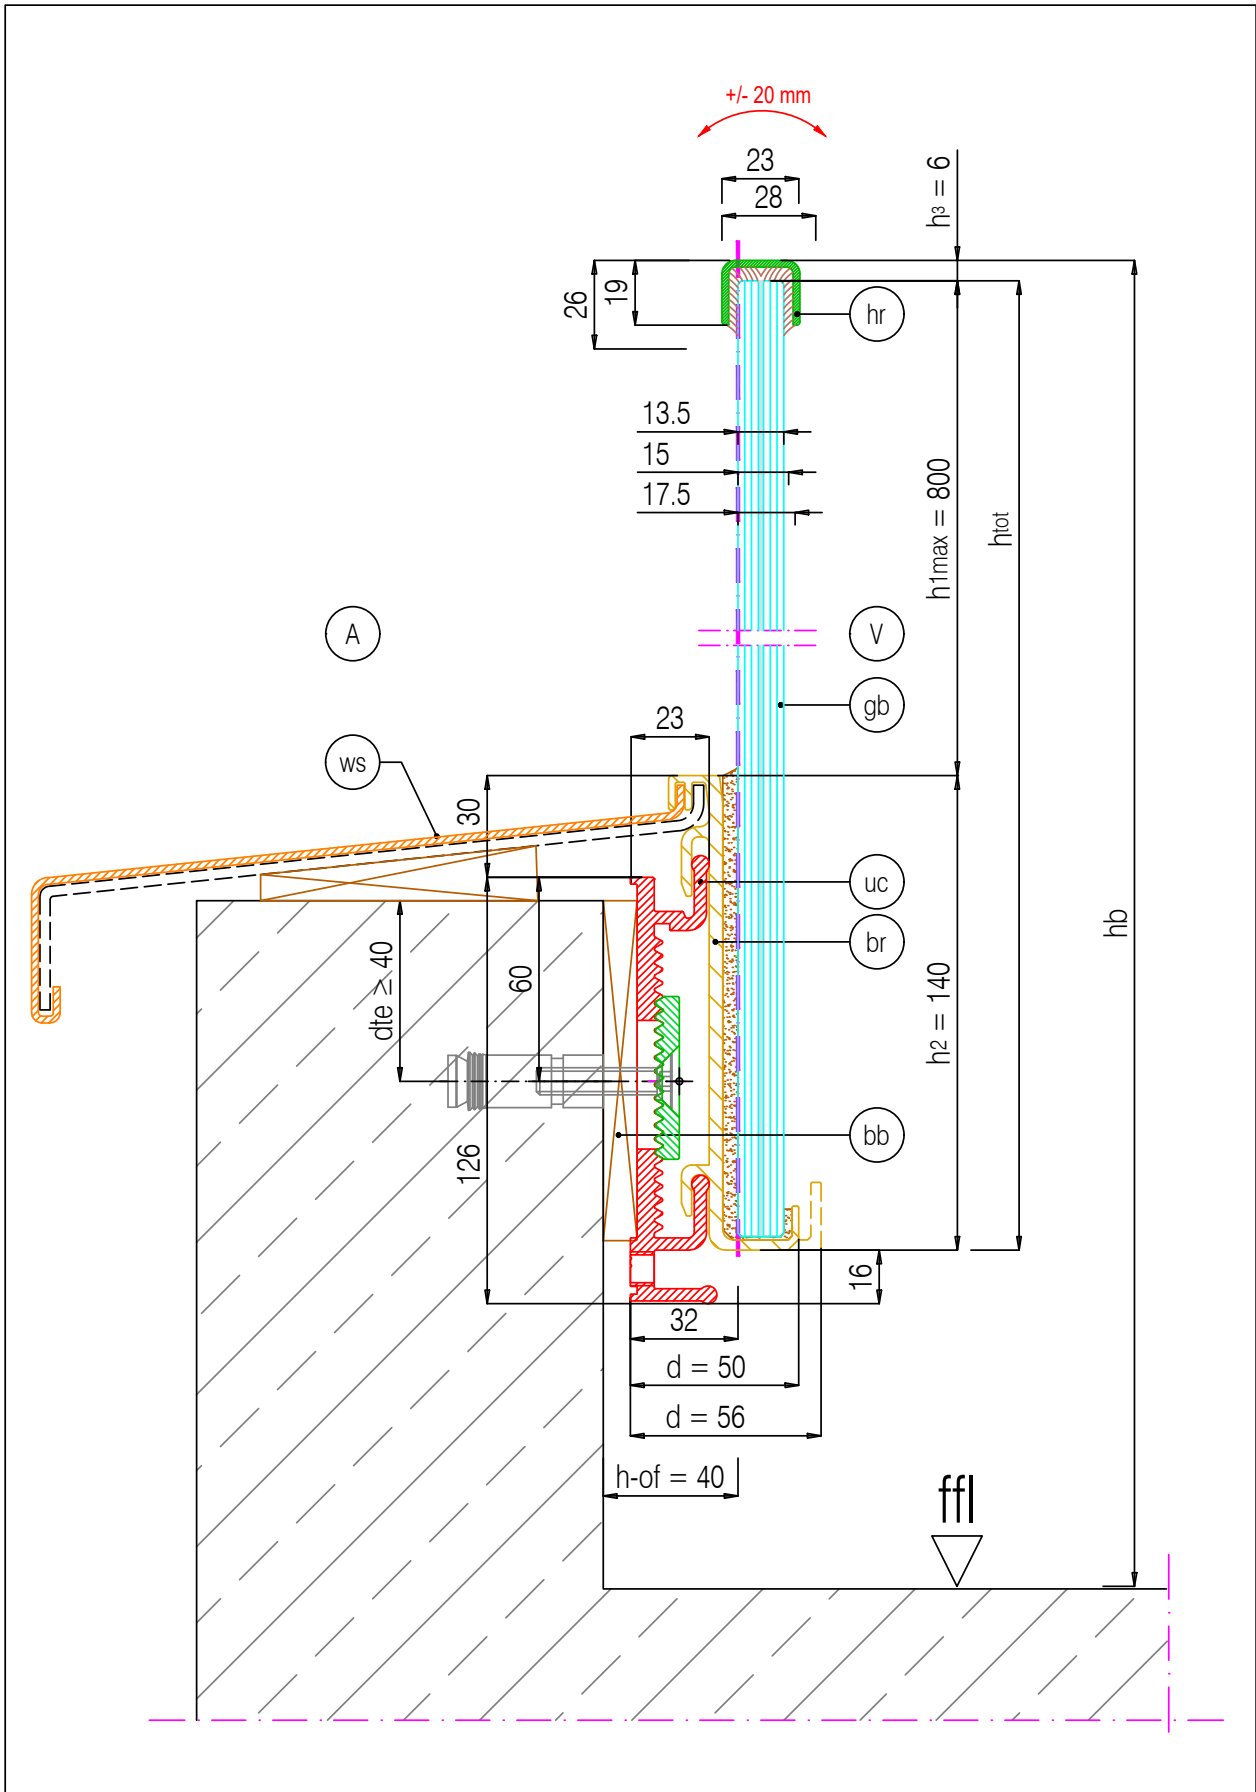 +/- 20 mm
23
28
h3 = 6
26
19
hr
13.5
15
17.5
h1max = 800
htot
A
V
gb
23
ws
30
uc
br
hb
dte ≥ 40
60
h2 = 140
126
bb
16
32
d = 50
d = 56
h-of = 40
ffl